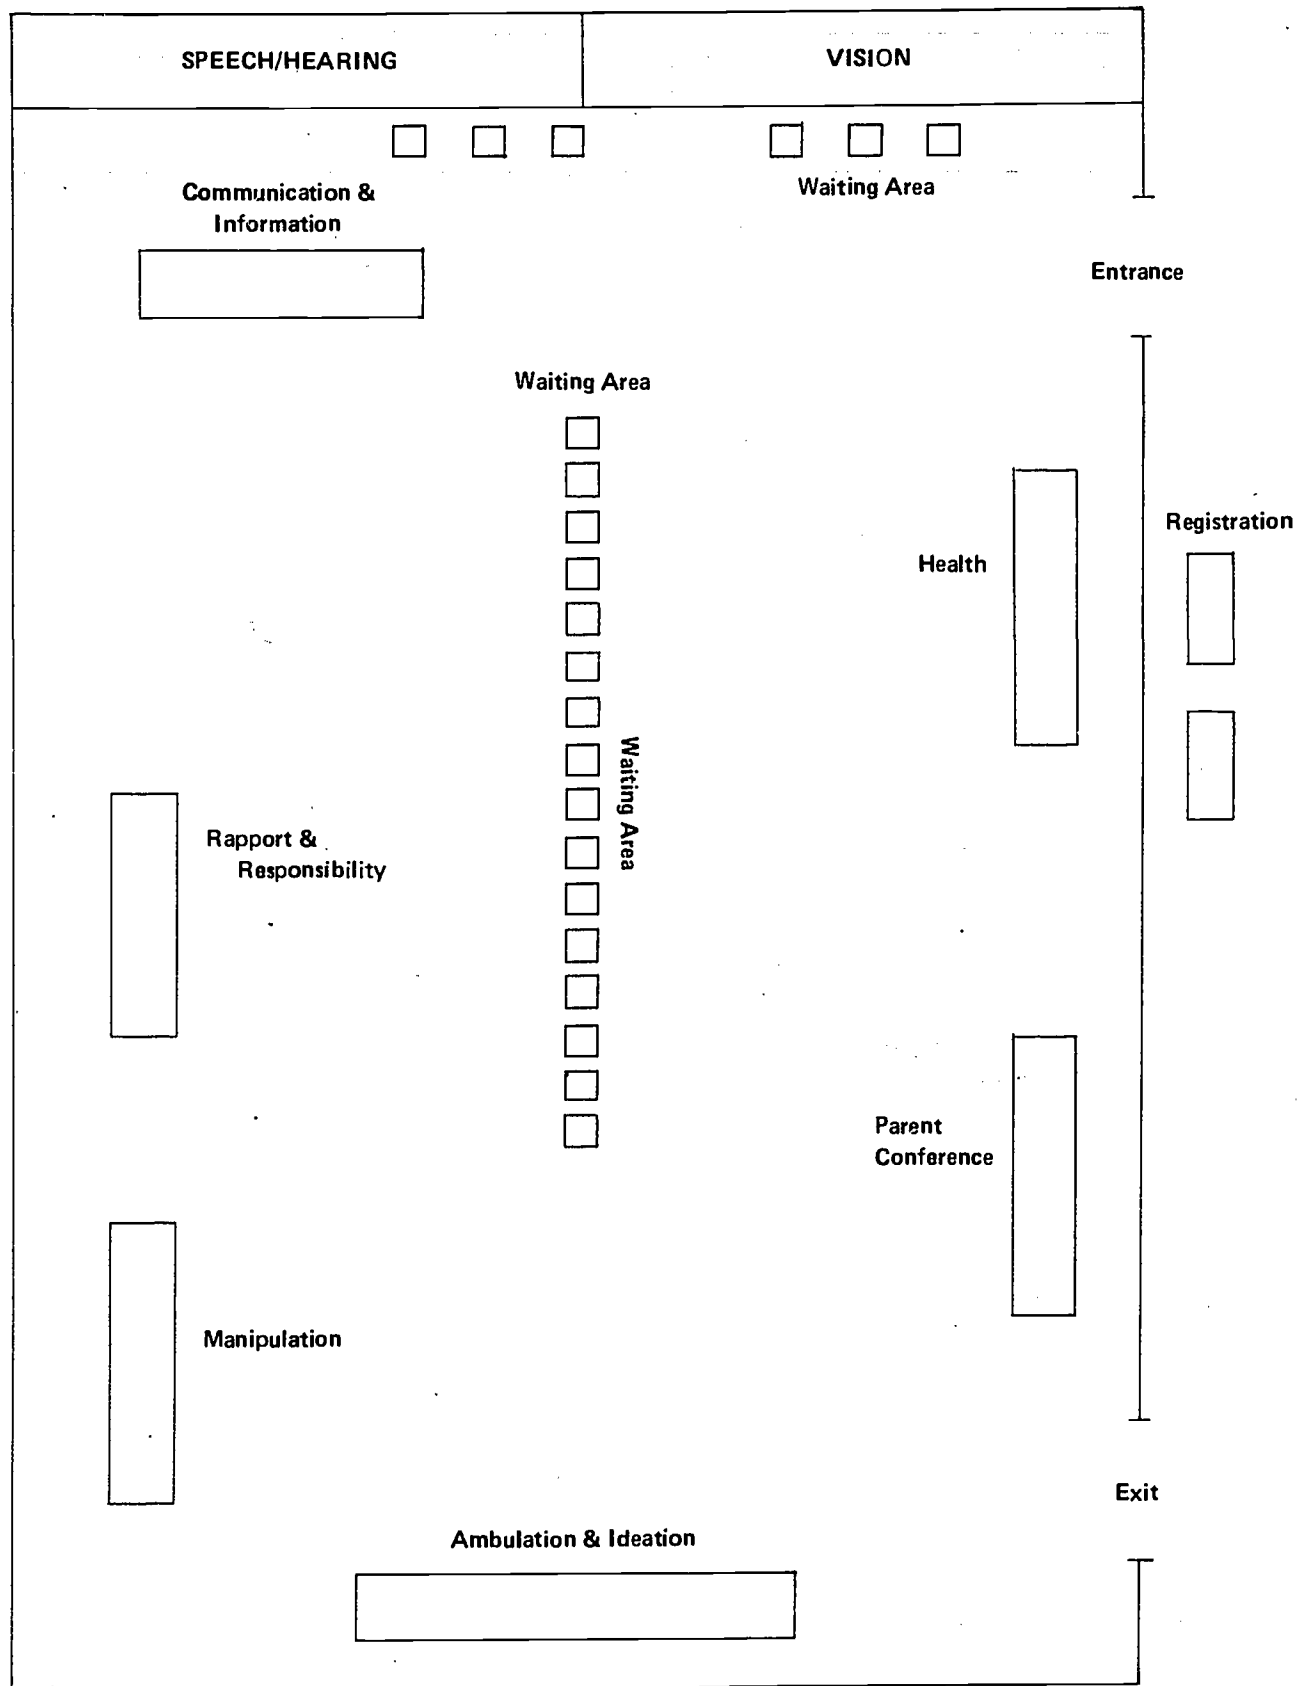 SPEECH/HEARING
VISION
Communication &
Information
Waiting Area
Entrance
Waiting Area
Registration
Health
Waiting Area
Rapport &
Responsibility
Parent
Conference
Manipulation
Exit
Ambulation & Ideation